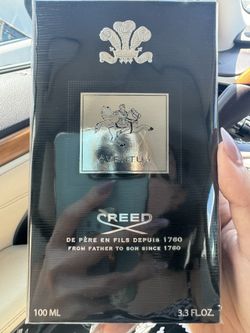 AVENTUS
CREED
DE PÈRE EN FILS DEPUIS 1760
FROM FATHER TO SON SINCE 1760
100 ML 3.3 FL.OZ.